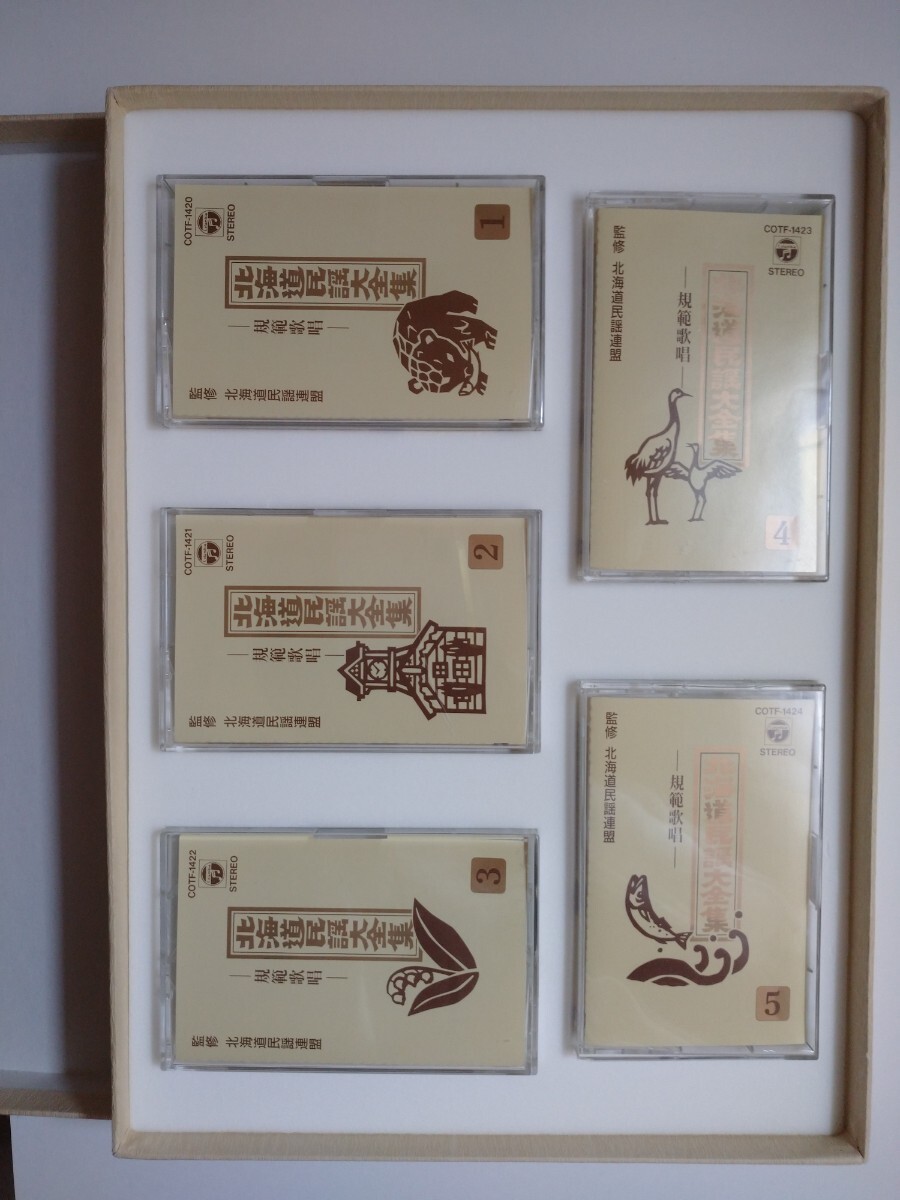 COTF-1420
STEREO
1
北海道民謡大全集
規範歌唱
監修 北海道民謡連盟
COTF-1421
STEREO
2
北海道民謡大全集
規範歌唱
監修 北海道民謡連盟
COTF-1422
STEREO
3
北海道民謡大全集
規範歌唱
監修 北海道民謡連盟
COTF-1423
STEREO
北海道民謡大全集
規範歌唱
監修 北海道民謡連盟
4
COTF-1424
STEREO
北海道民謡大全集
規範歌唱
監修 北海道民謡連盟
5